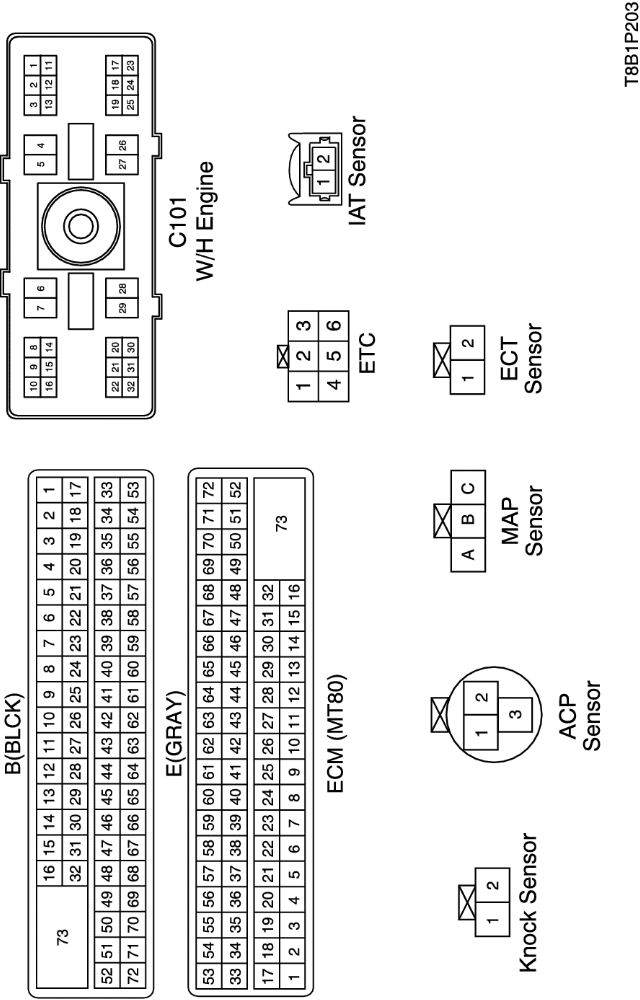 B(BLCK)
73 16 15 14 13 12 11 10 9 8 7 6 5 4 3 2 1
32 31 30 29 28 27 26 25 24 23 22 21 20 19 18 17
52 51 50 49 48 47 46 45 44 43 42 41 40 39 38 37 36 35 34 33
72 71 70 69 68 67 66 65 64 63 62 61 60 59 58 57 56 55 54 53
10 9 8 7 6 5 4 3 2 1
16 15 14 13 12 11
22 21 20 29 28 27 26 19 18 17
32 31 30 25 24 23
C101
W/H Engine
E(GRAY)
53 54 55 56 57 58 59 60 61 62 63 64 65 66 67 68 69 70 71 72
33 34 35 36 37 38 39 40 41 42 43 44 45 46 47 48 49 50 51 52
17 18 19 20 21 22 23 24 25 26 27 28 29 30 31 32 73
1 2 3 4 5 6 7 8 9 10 11 12 13 14 15 16
ECM (MT80)
1 2 3
4 5 6
ETC
1 2
IAT Sensor
1 2
Knock Sensor
1 2
3
ACP
Sensor
A B C
MAP
Sensor
1 2
ECT
Sensor
T8B1P203